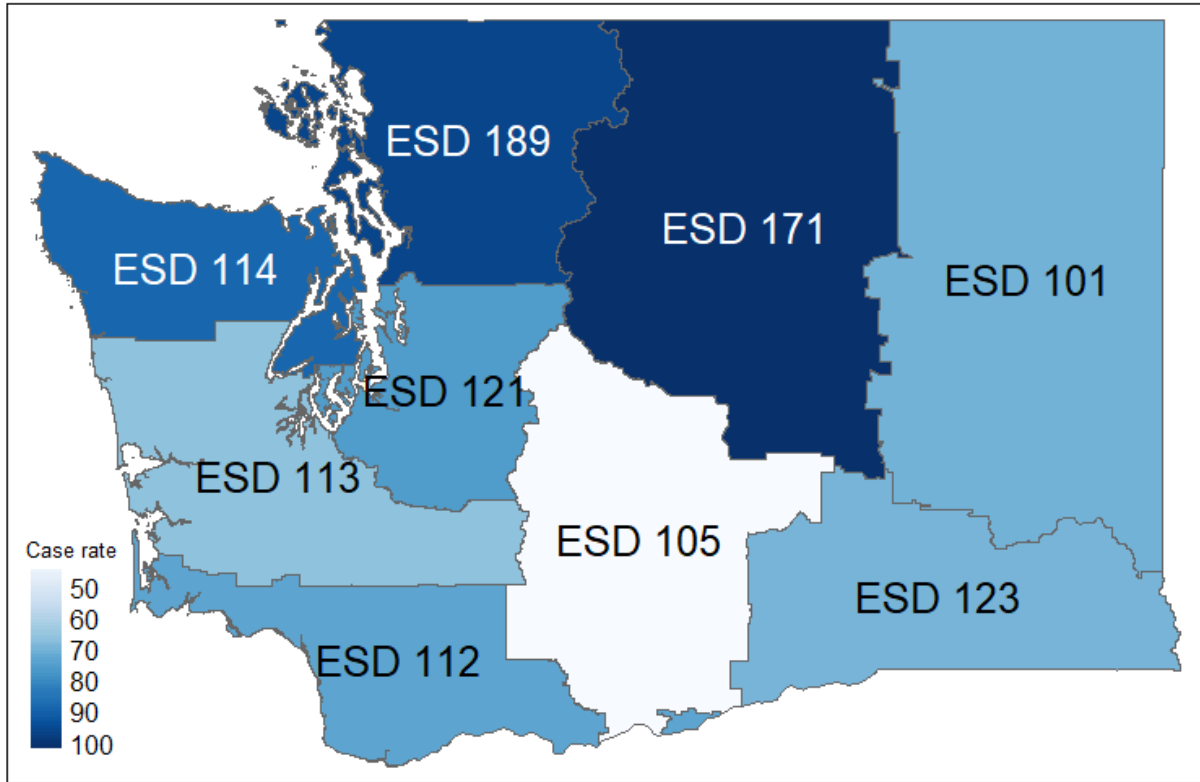 ESD 189
ESD 171
ESD 114
ESD 101
ESD 121
ESD 113
ESD 105
ESD 123
ESD 112
Case rate
50
60
70
80
90
100